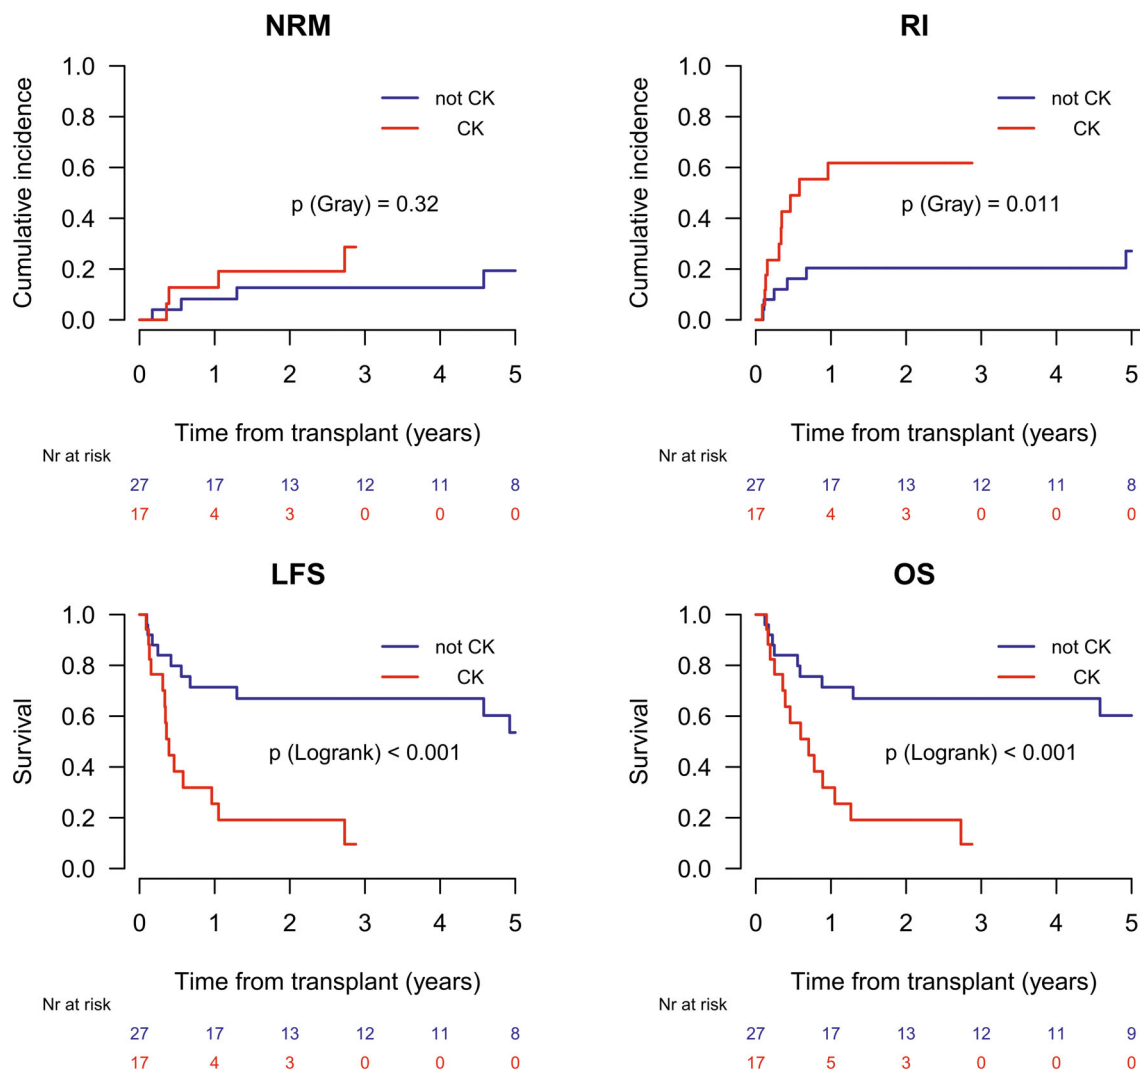 NRM
Cumulative incidence
1.0
0.8
0.6
0.4
0.2
0.0
not CK
CK
p (Gray) = 0.32
0 1 2 3 4 5
Time from transplant (years)
Nr at risk
27 17 13 12 11 8
17 4 3 0 0 0
RI
Cumulative incidence
1.0
0.8
0.6
0.4
0.2
0.0
not CK
CK
p (Gray) = 0.011
0 1 2 3 4 5
Time from transplant (years)
Nr at risk
27 17 13 12 11 8
17 4 3 0 0 0
LFS
Survival
1.0
0.8
0.6
0.4
0.2
0.0
not CK
CK
p (Logrank) < 0.001
0 1 2 3 4 5
Time from transplant (years)
Nr at risk
27 17 13 12 11 8
17 4 3 0 0 0
OS
Survival
1.0
0.8
0.6
0.4
0.2
0.0
not CK
CK
p (Logrank) < 0.001
0 1 2 3 4 5
Time from transplant (years)
Nr at risk
27 17 13 12 11 9
17 5 3 0 0 0